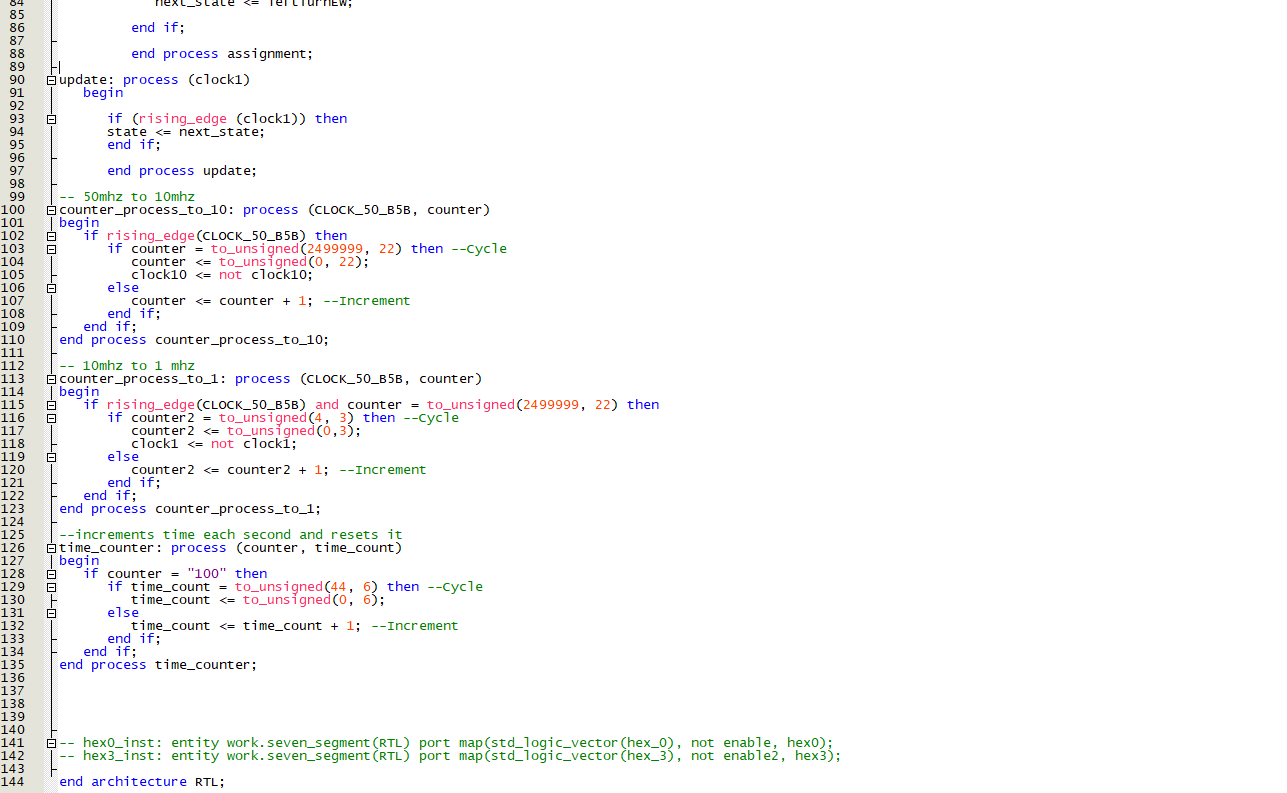 84 next_state <= leftTurnEW;
85
86 end if;
87
88 end process assignment;
89
90 update: process (clock1)
91 begin
92
93 if (rising_edge (clock1)) then
94 state <= next_state;
95 end if;
96
97 end process update;
98
99 -- 50mhz to 10mhz
100 counter_process_to_10: process (CLOCK_50_B5B, counter)
101 begin
102 if rising_edge(CLOCK_50_B5B) then
103 if counter = to_unsigned(2499999, 22) then --Cycle
104 counter <= to_unsigned(0, 22);
105 clock10 <= not clock10;
106 else
107 counter <= counter + 1; --Increment
108 end if;
109 end if;
110 end process counter_process_to_10;
111
112 -- 10mhz to 1 mhz
113 counter_process_to_1: process (CLOCK_50_B5B, counter)
114 begin
115 if rising_edge(CLOCK_50_B5B) and counter = to_unsigned(2499999, 22) then
116 if counter2 = to_unsigned(4, 3) then --Cycle
117 counter2 <= to_unsigned(0,3);
118 clock1 <= not clock1;
119 else
120 counter2 <= counter2 + 1; --Increment
121 end if;
122 end if;
123 end process counter_process_to_1;
124
125 --increments time each second and resets it
126 time_counter: process (counter, time_count)
127 begin
128 if counter = "100" then
129 if time_count = to_unsigned(44, 6) then --Cycle
130 time_count <= to_unsigned(0, 6);
131 else
132 time_count <= time_count + 1; --Increment
133 end if;
134 end if;
135 end process time_counter;
136
137
138
139
140
141 -- hex0_inst: entity work.seven_segment(RTL) port map(std_logic_vector(hex_0), not enable, hex0);
142 -- hex3_inst: entity work.seven_segment(RTL) port map(std_logic_vector(hex_3), not enable2, hex3);
143
144 end architecture RTL;